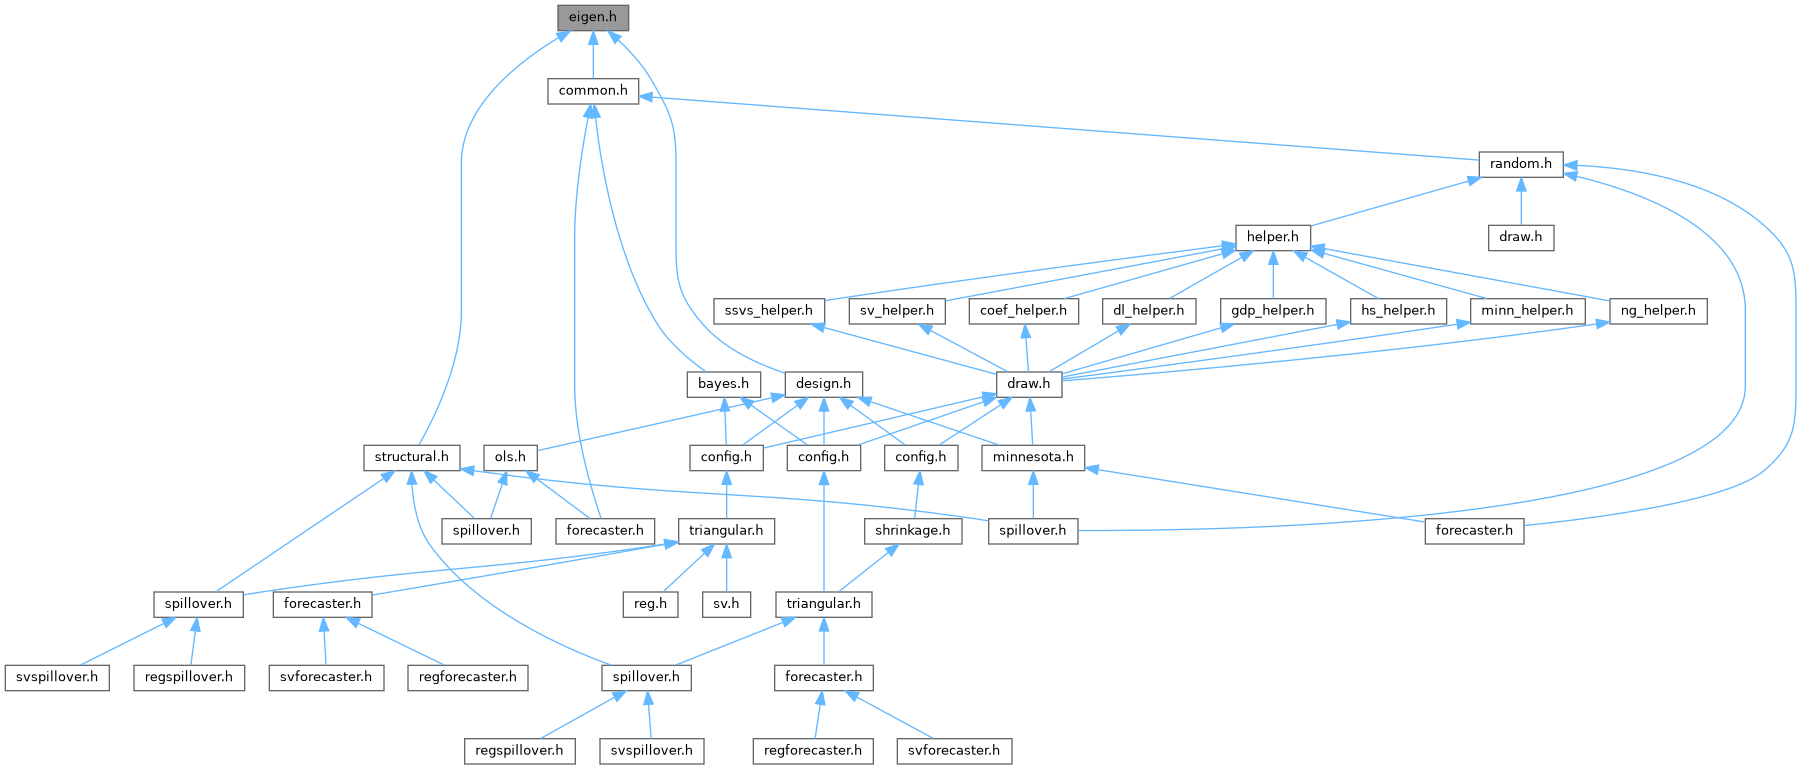 eigen.h
common.h
random.h
helper.h
draw.h
ssvs_helper.h
sv_helper.h
coef_helper.h
dl_helper.h
gdp_helper.h
hs_helper.h
minn_helper.h
ng_helper.h
bayes.h
design.h
draw.h
structural.h
ols.h
config.h
config.h
config.h
minnesota.h
spillover.h
forecaster.h
triangular.h
shrinkage.h
spillover.h
forecaster.h
spillover.h
forecaster.h
reg.h
sv.h
triangular.h
svspillover.h
regspillover.h
svforecaster.h
regforecaster.h
spillover.h
forecaster.h
regspillover.h
svspillover.h
regforecaster.h
svforecaster.h